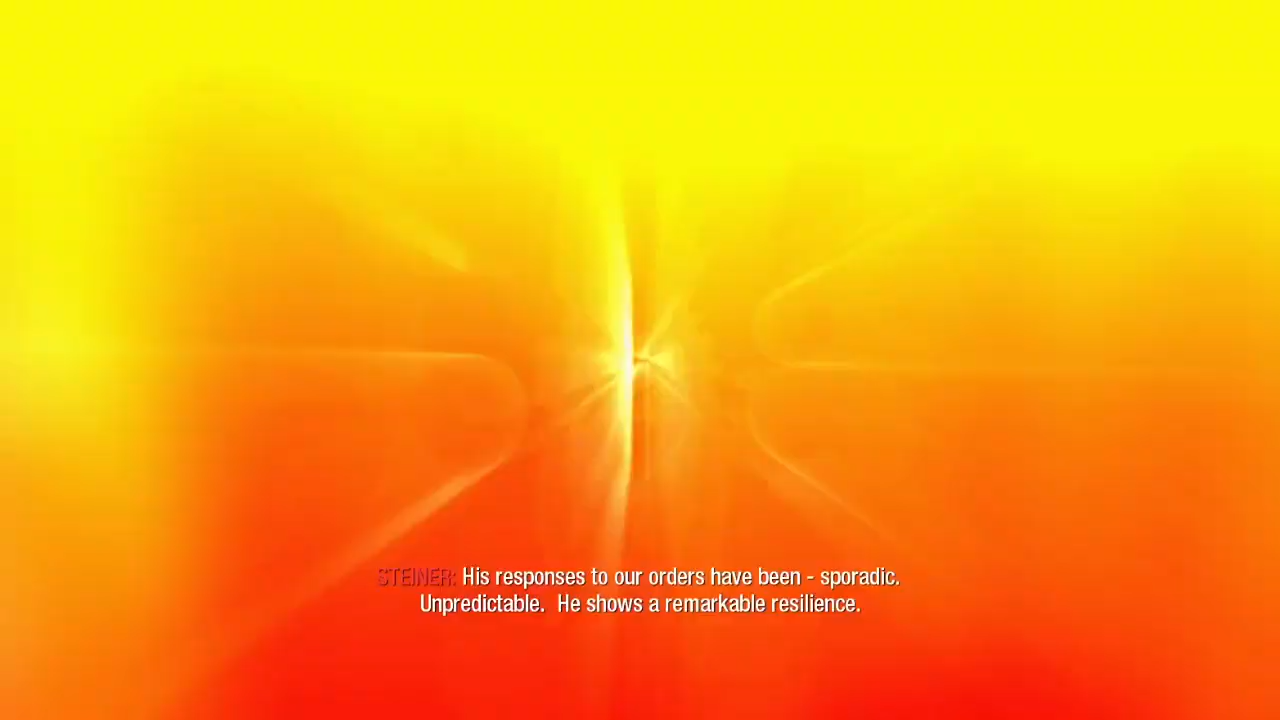 STEINER: His responses to our orders have been - sporadic.
Unpredictable.  He shows a remarkable resilience.